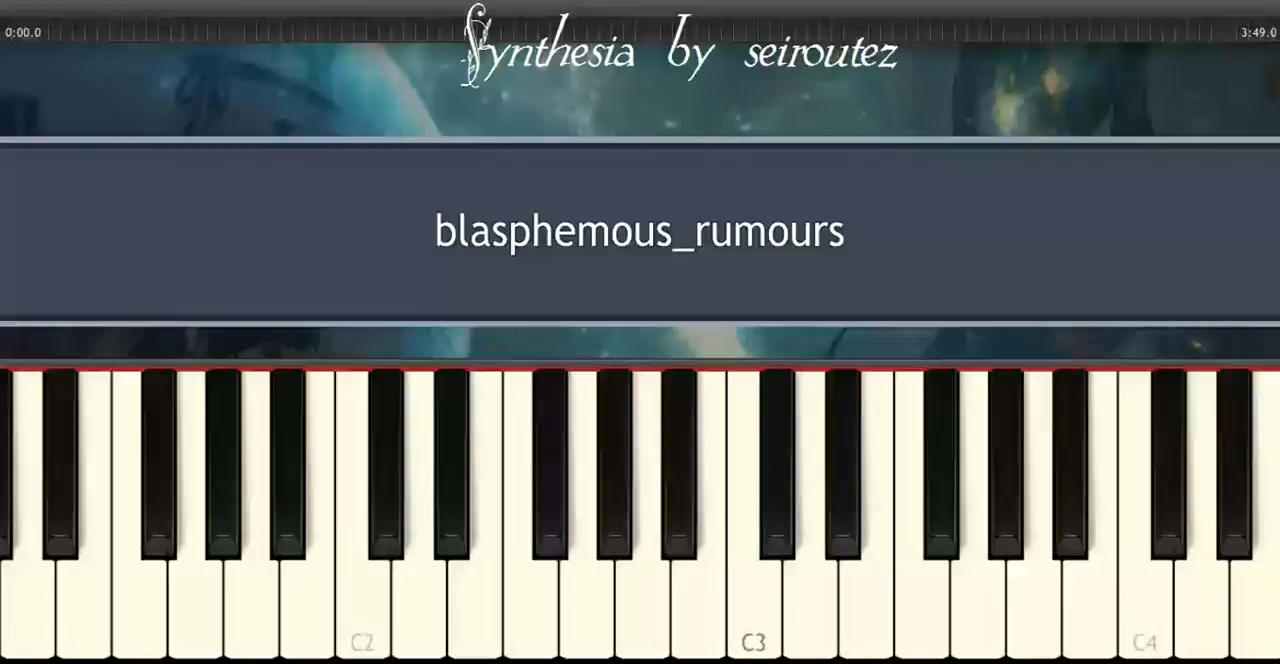 0:00.0
Synthesia by seiroutez
3:49.0
blasphemous_rumours
C2
C3
C4